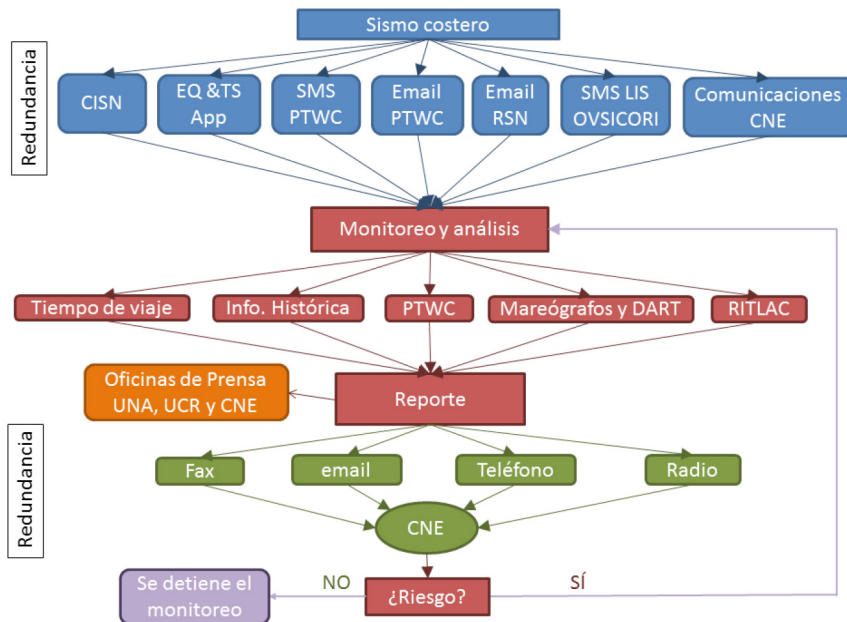 Sismo costero
Redundancia
CISN
EQ &TS
App
SMS
PTWC
Email
PTWC
Email
RSN
SMS LIS
OVSICORI
Comunicaciones
CNE
Monitoreo y análisis
Tiempo de viaje
Info. Histórica
PTWC
Mareógrafos y DART
RITLAC
Oficinas de Prensa
UNA, UCR y CNE
Reporte
Redundancia
Fax
email
Teléfono
Radio
CNE
Se detiene el
monitoreo
NO
¿Riesgo?
SÍ